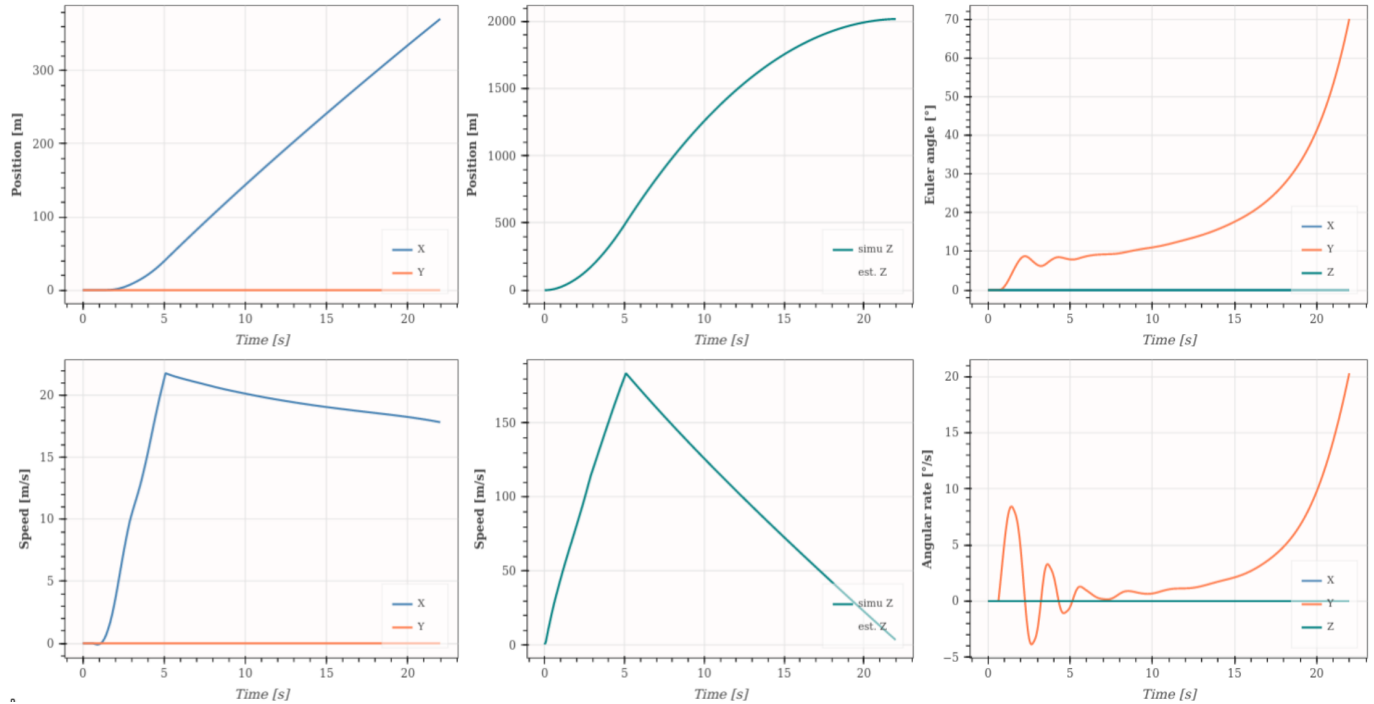 Position [m]
300
200
100
0
X
Y
0
5
10
15
20
Time [s]
Position [m]
2000
1500
1000
500
0
simu Z
est. Z
0
5
10
15
20
Time [s]
Euler angle [°]
70
60
50
40
30
20
10
0
X
Y
Z
0
5
10
15
20
Time [s]
Speed [m/s]
20
15
10
5
0
X
Y
0
5
10
15
20
Time [s]
Speed [m/s]
150
100
50
0
simu Z
est. Z
0
5
10
15
20
Time [s]
Angular rate [°/s]
20
15
10
5
0
−5
X
Y
Z
0
5
10
15
20
Time [s]